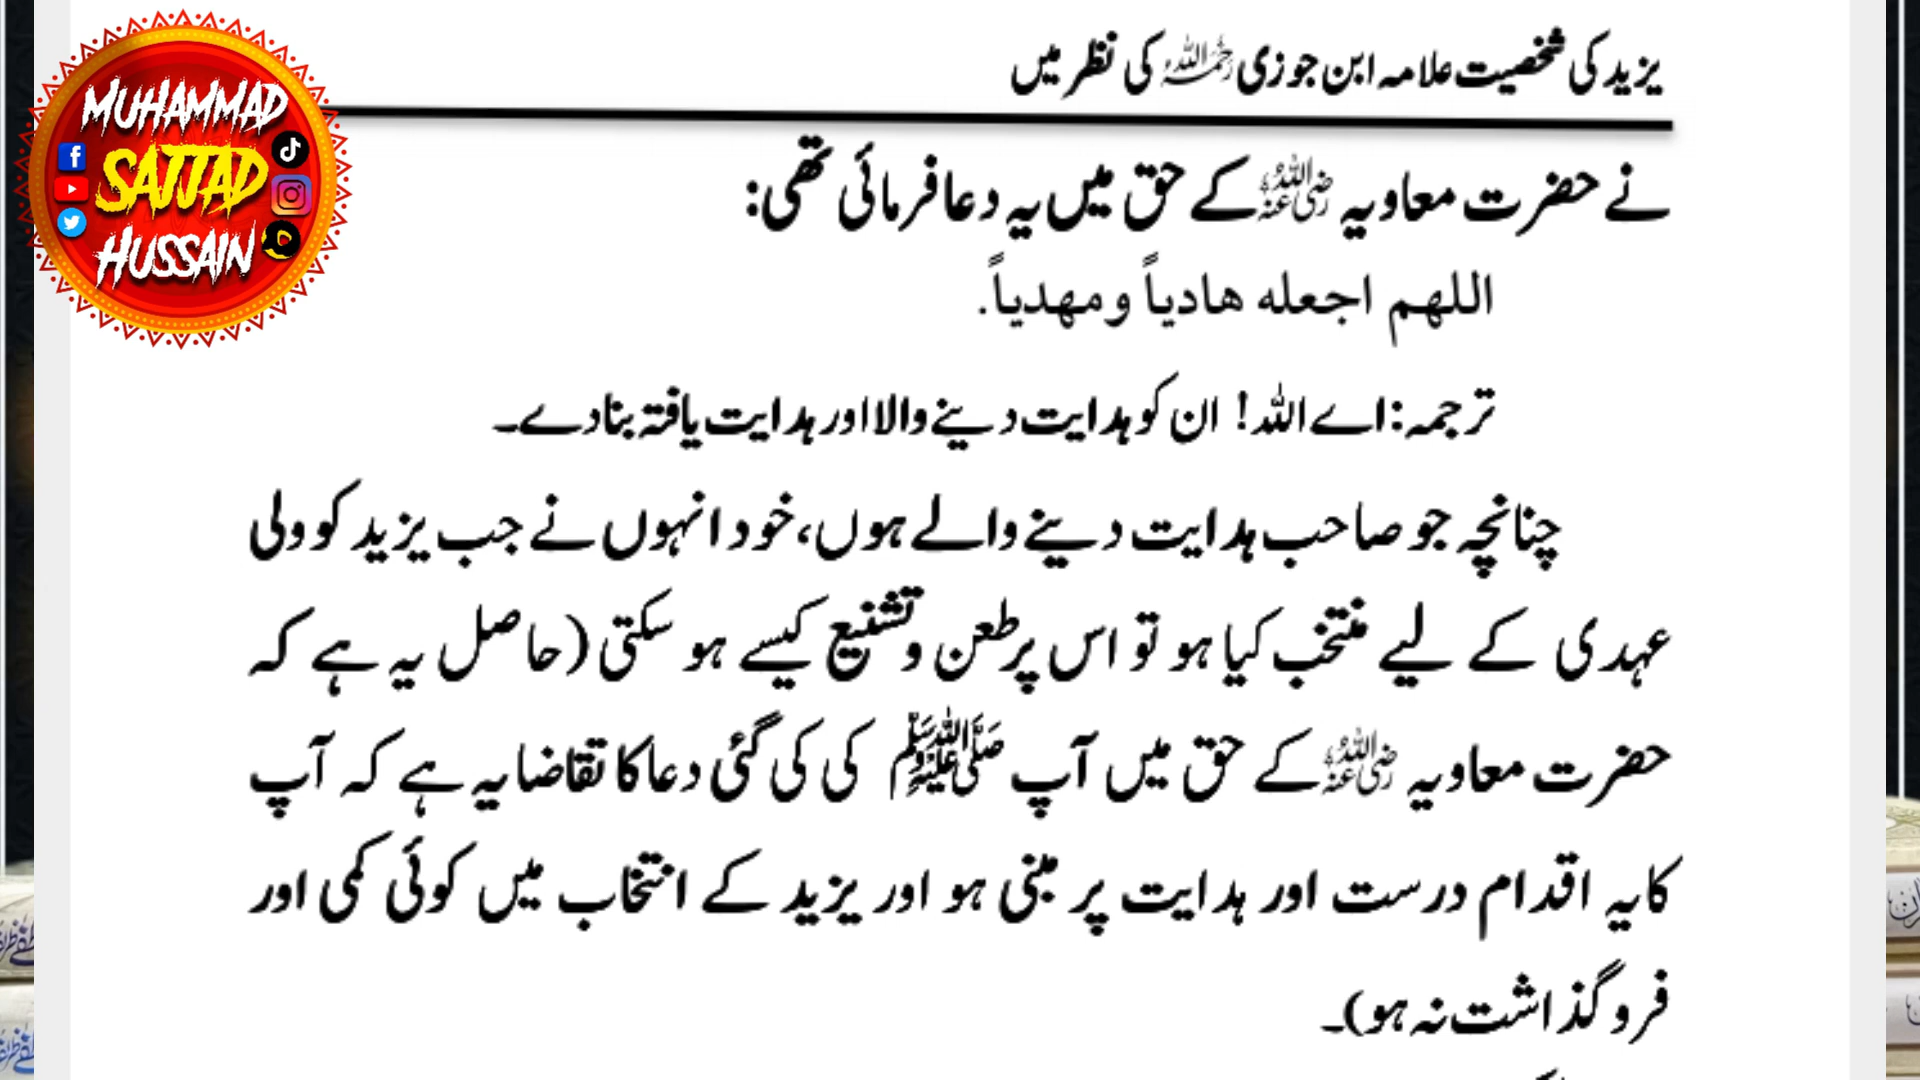 MUHAMMAD
SAJJAD
HUSSAIN
یزید کی شخصیت علامہ ابن جوزی رحمہ اللہ کی نظر میں
نے حضرت معاویہ رضی اللہ عنہ کے حق میں یہ دعا فرمائی تھی:
اللهم اجعله هادياً ومهدياً.
ترجمہ: اے اللہ! ان کو ہدایت دینے والا اور ہدایت یافتہ بنا دے۔
چنانچہ جو صاحب ہدایت دینے والے ہوں، خود انہوں نے جب یزید کو ولی
عہدی کے لیے منتخب کیا ہو تو اس پر طعن و تشنیع کیسے ہو سکتی (حاصل یہ ہے کہ
حضرت معاویہ رضی اللہ عنہ کے حق میں آپ ﷺ کی کی گئی دعا کا تقاضا یہ ہے کہ آپ
کا یہ اقدام درست اور ہدایت پر مبنی ہو اور یزید کے انتخاب میں کوئی کمی اور
فروگذاشت نہ ہو)۔